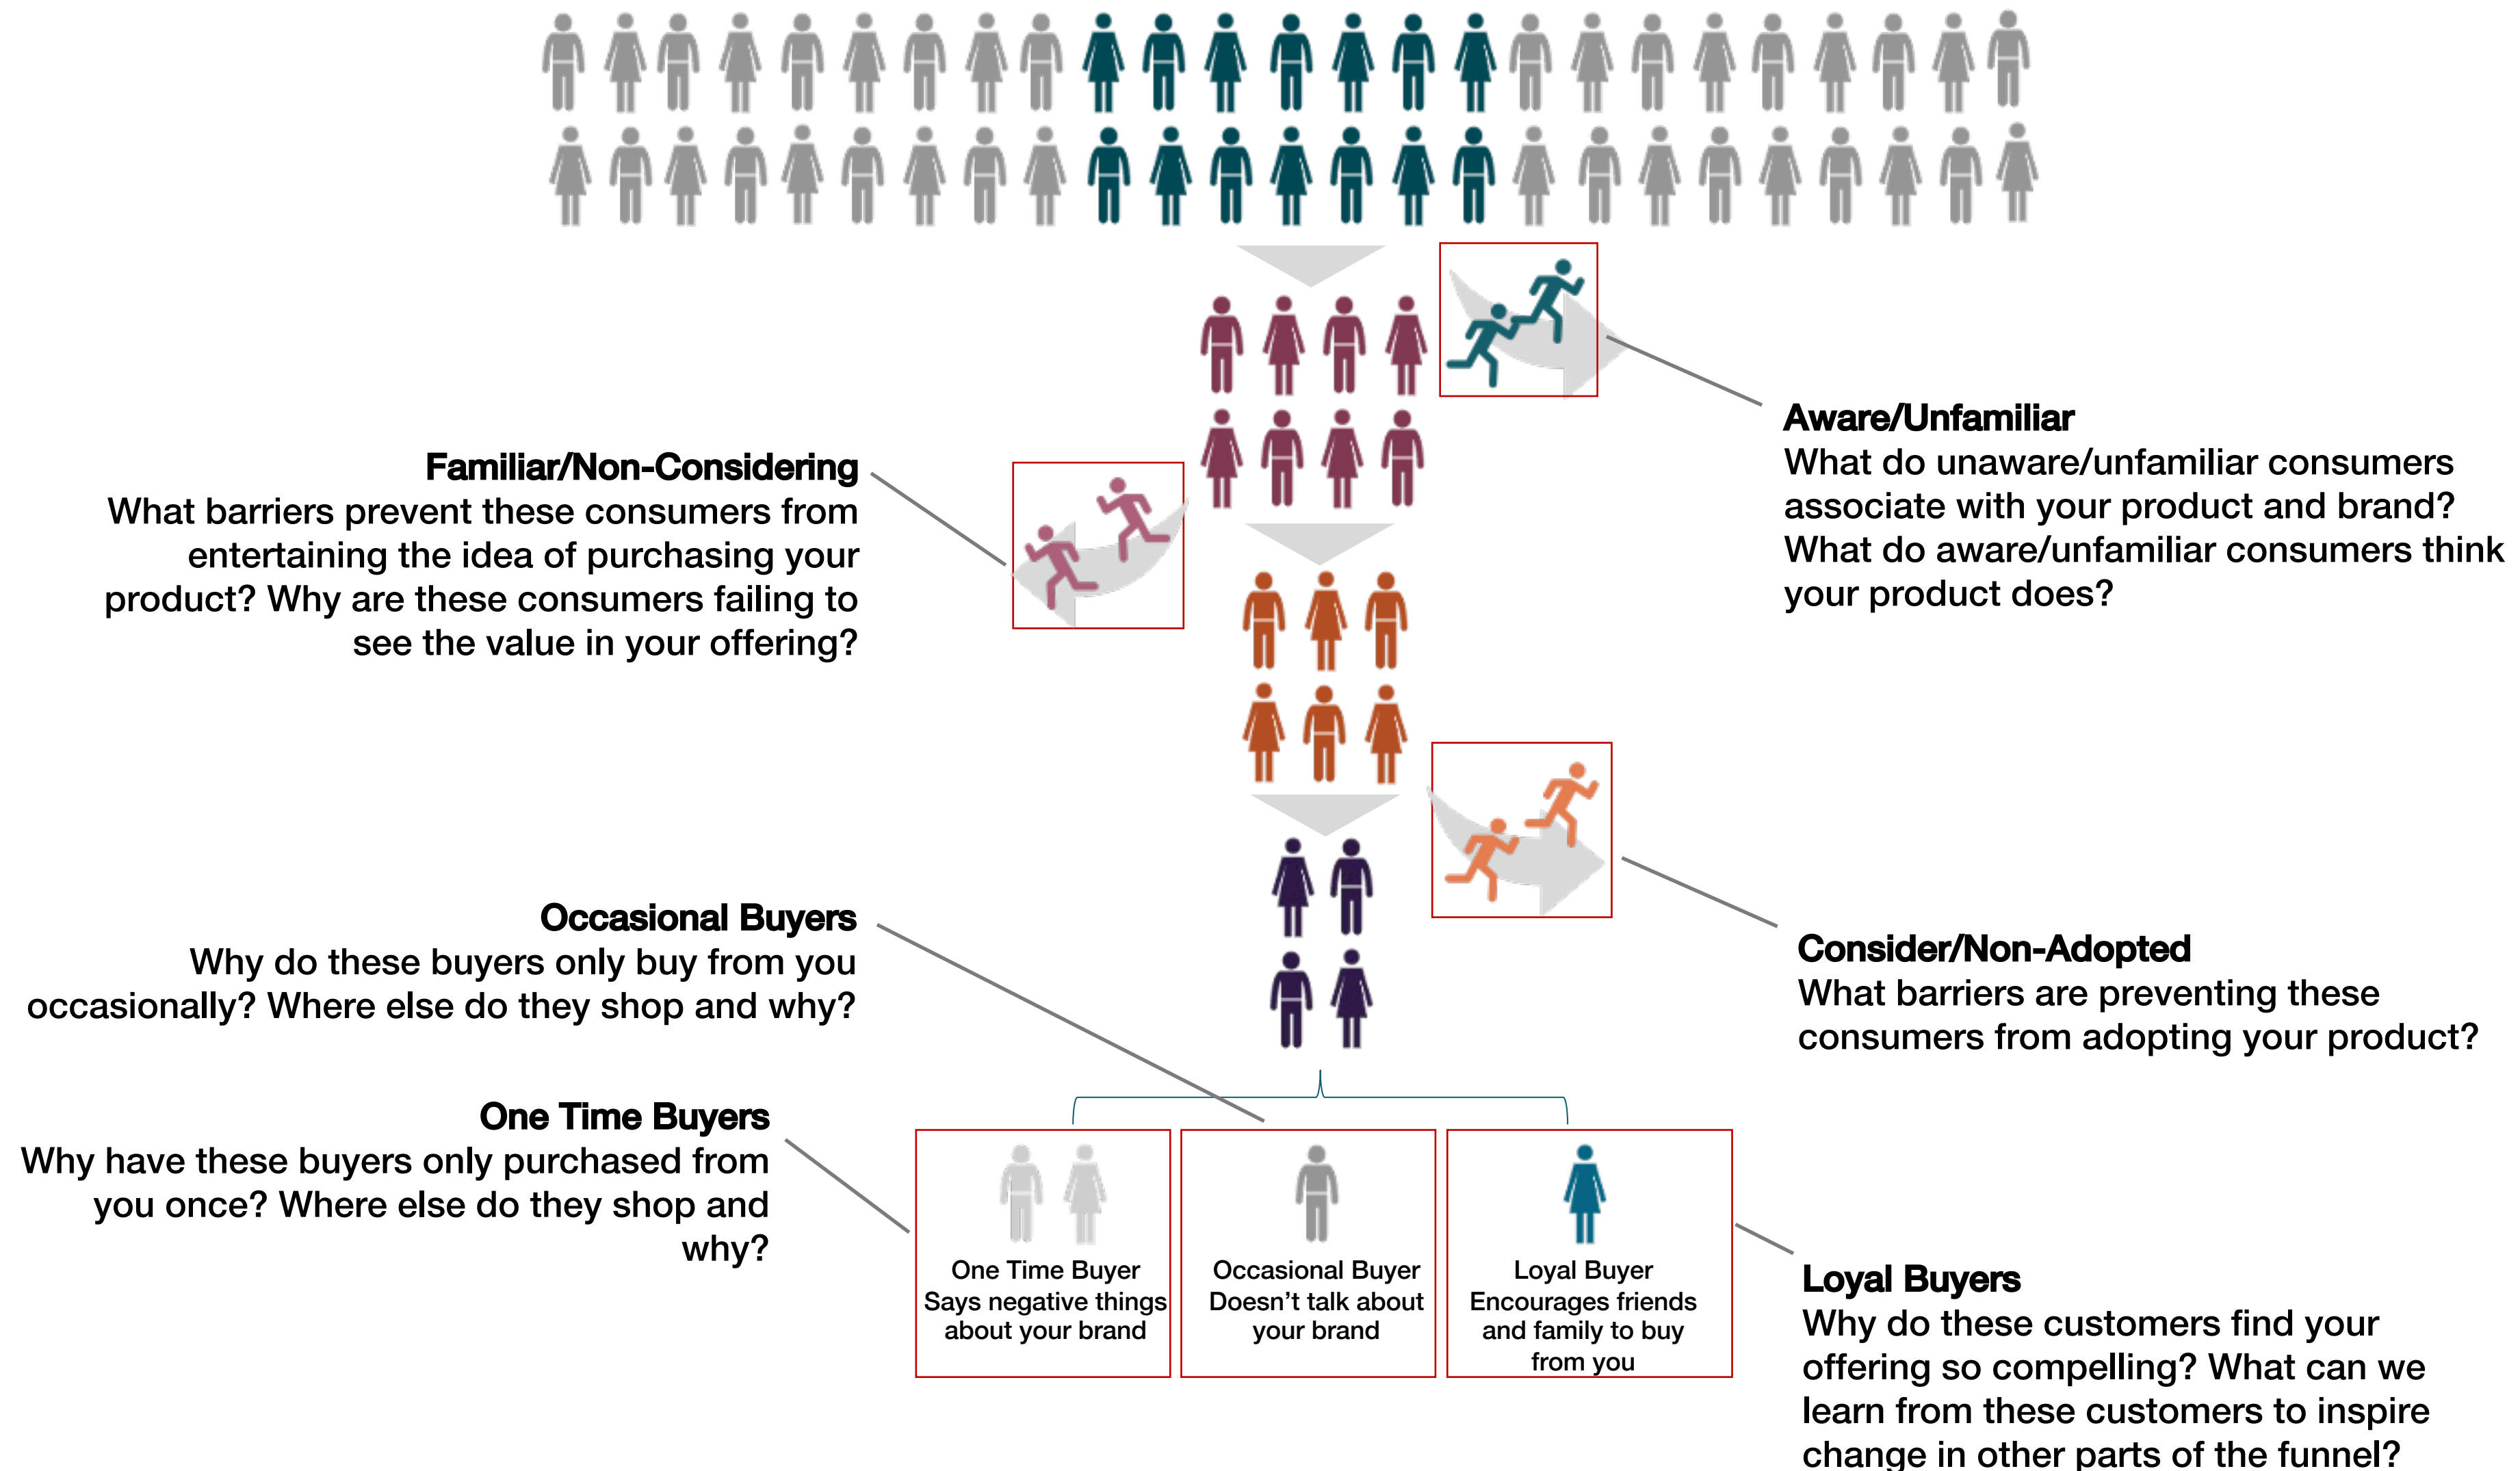 Aware/Unfamiliar
What do unaware/unfamiliar consumers
associate with your product and brand?
What do aware/unfamiliar consumers think
your product does?
Familiar/Non-Considering
What barriers prevent these consumers from
entertaining the idea of purchasing your
product? Why are these consumers failing to
see the value in your offering?
Occasional Buyers
Why do these buyers only buy from you
occasionally? Where else do they shop and why?
Consider/Non-Adopted
What barriers are preventing these
consumers from adopting your product?
One Time Buyers
Why have these buyers only purchased from
you once? Where else do they shop and
why?
One Time Buyer
Says negative things
about your brand
Occasional Buyer
Doesn’t talk about
your brand
Loyal Buyer
Encourages friends
and family to buy
from you
Loyal Buyers
Why do these customers find your
offering so compelling? What can we
learn from these customers to inspire
change in other parts of the funnel?